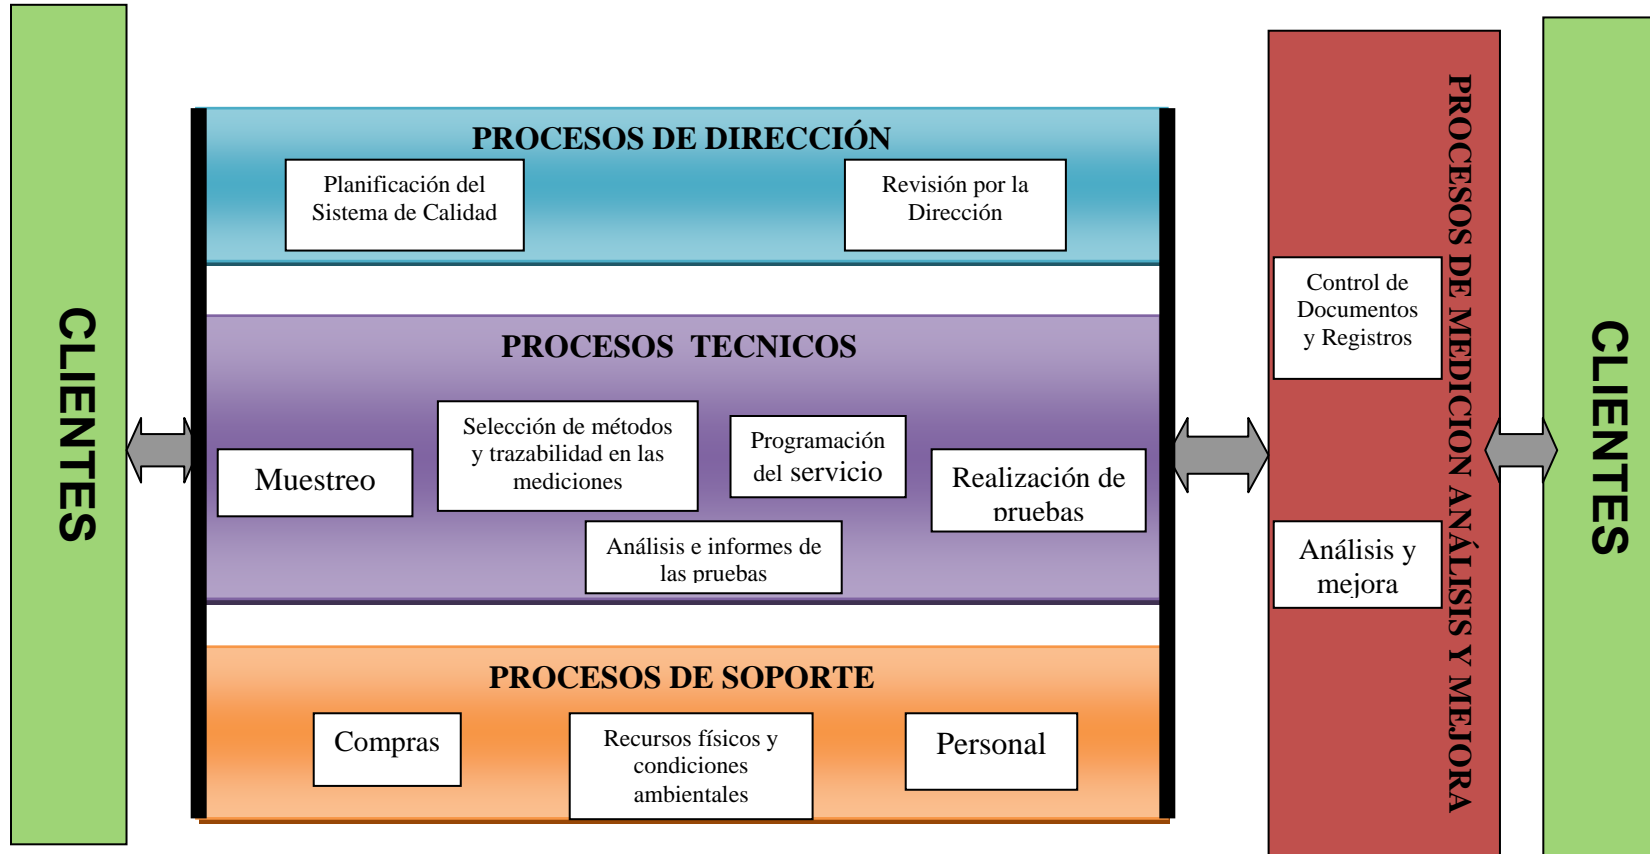 CLIENTES
PROCESOS DE DIRECCIÓN
Planificación del
Sistema de Calidad
Revisión por la
Dirección
PROCESOS TECNICOS
Muestreo
Selección de métodos
y trazabilidad en las
mediciones
Programación
del servicio
Realización de
pruebas
Análisis e informes de
las pruebas
PROCESOS DE SOPORTE
Compras
Recursos físicos y
condiciones
ambientales
Personal
PROCESOS DE MEDICION ANÁLISIS Y MEJORA
Control de
Documentos
y Registros
Análisis y
mejora
CLIENTES